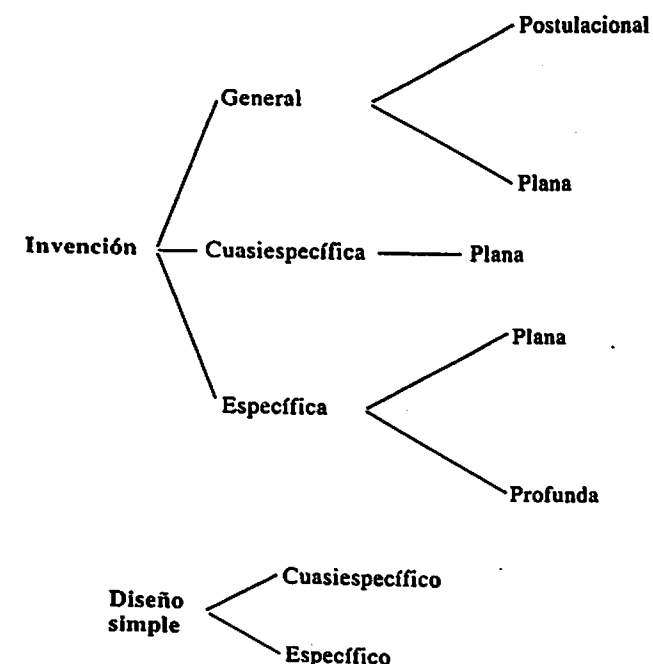 Postulacional
General
Plana
Invención
Cuasiespecífica
Plana
Plana
Específica
Profunda
Cuasiespecífico
Diseño
simple
Específico